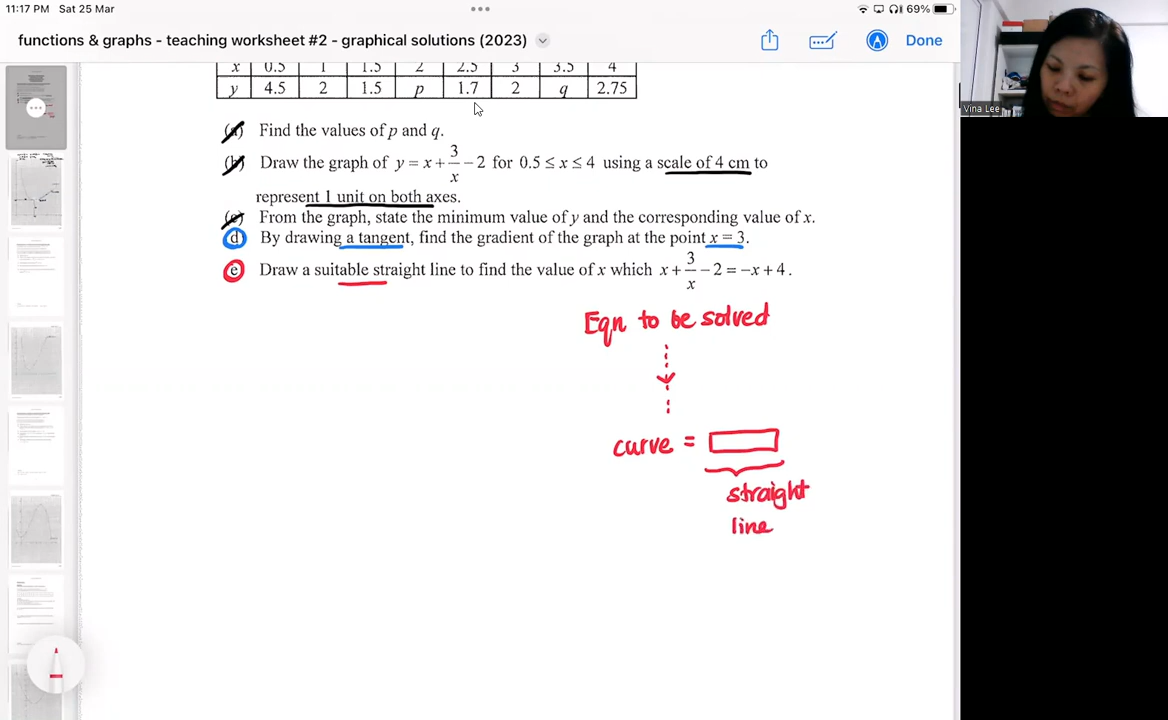 11:17 PM Sat 25 Mar
69%
functions & graphs - teaching worksheet #2 - graphical solutions (2023)
Done
x 0.5 1 1.5 2 2.5 3 3.5 4
y 4.5 2 1.5 p 1.7 2 q 2.75
Vina Lee
(a) Find the values of p and q.
(b) Draw the graph of y = x + 3/x − 2 for 0.5 ≤ x ≤ 4 using a scale of 4 cm to
represent 1 unit on both axes.
(c) From the graph, state the minimum value of y and the corresponding value of x.
(d) By drawing a tangent, find the gradient of the graph at the point x = 3.
(e) Draw a suitable straight line to find the value of x which x + 3/x − 2 = −x + 4.
Eqn to be solved
curve =
straight
line